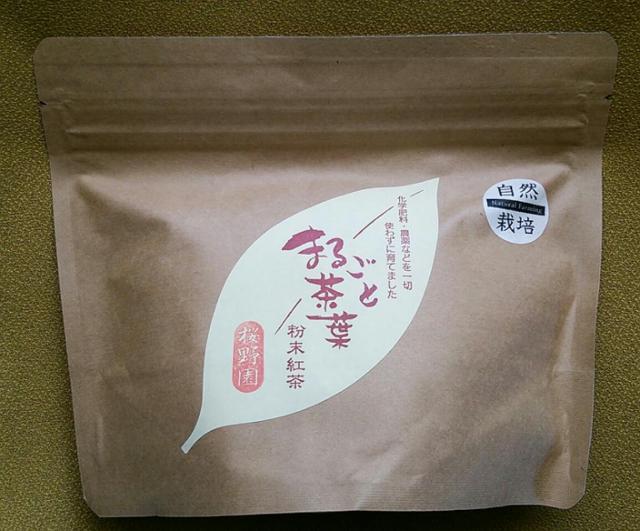 化学肥料・農薬などを一切
使わずに育てました
まるごと
茶葉
粉末紅茶
桜野園
自然
Natural Farming
栽培